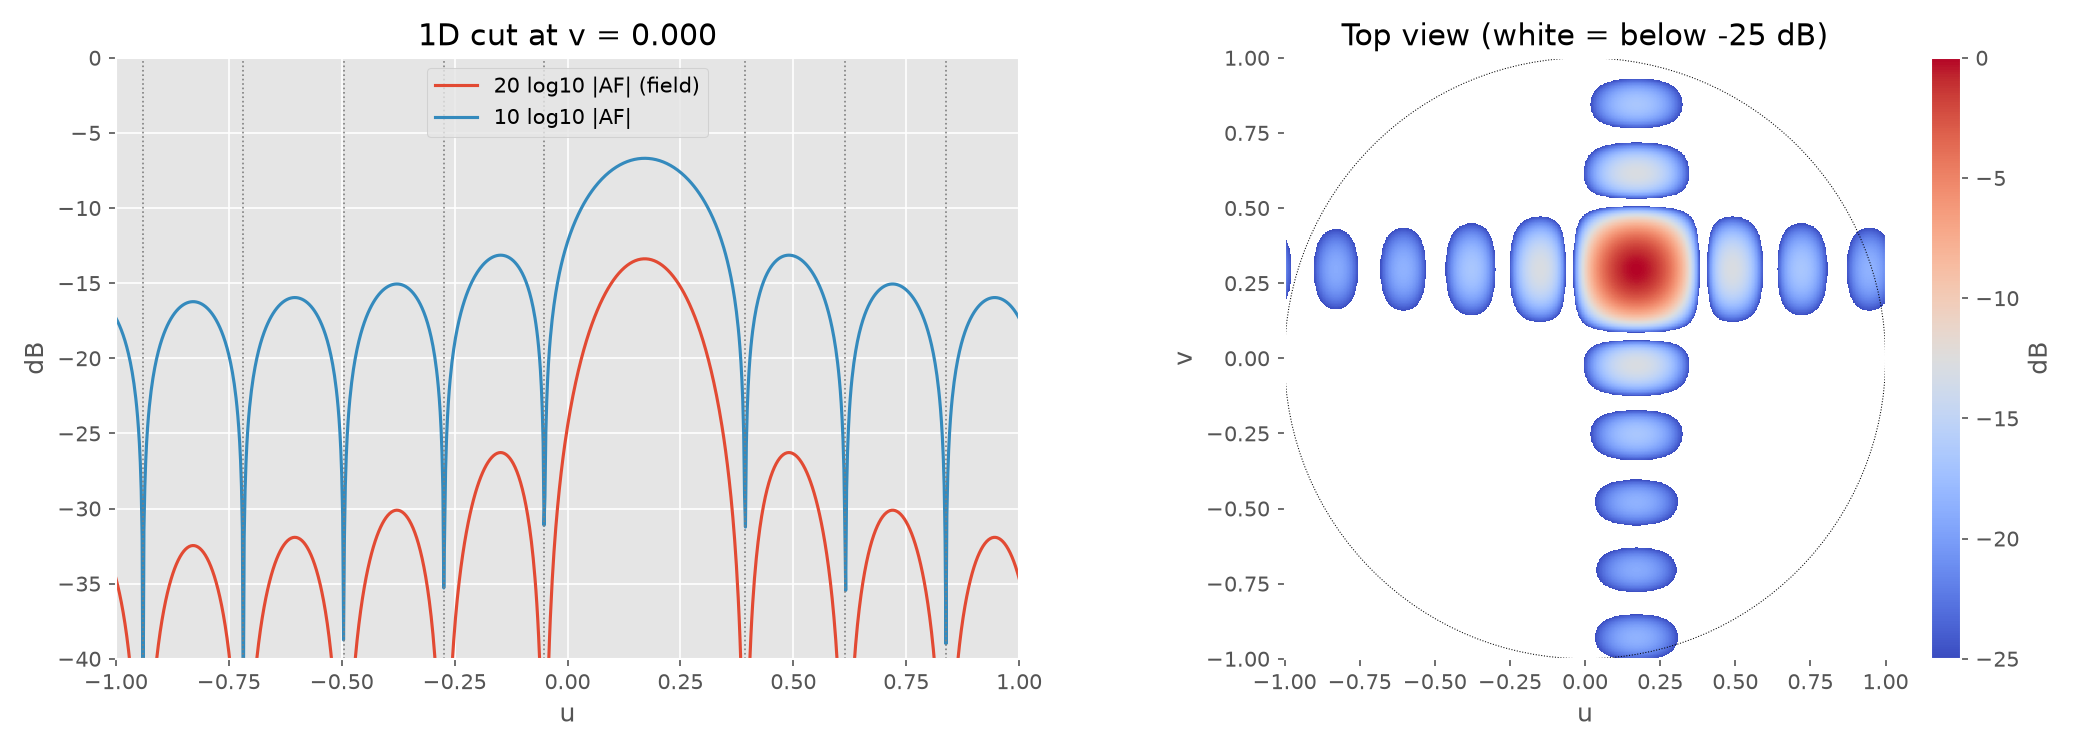 1D cut at v = 0.000
20 log10 |AF| (field)
10 log10 |AF|
0
−5
−10
−15
−20
−25
−30
−35
−40
dB
−1.00 −0.75 −0.50 −0.25 0.00 0.25 0.50 0.75 1.00
u
Top view (white = below -25 dB)
1.00
0.75
0.50
0.25
0.00
−0.25
−0.50
−0.75
−1.00
v
−1.00 −0.75 −0.50 −0.25 0.00 0.25 0.50 0.75 1.00
u
0
−5
−10
−15
−20
−25
dB